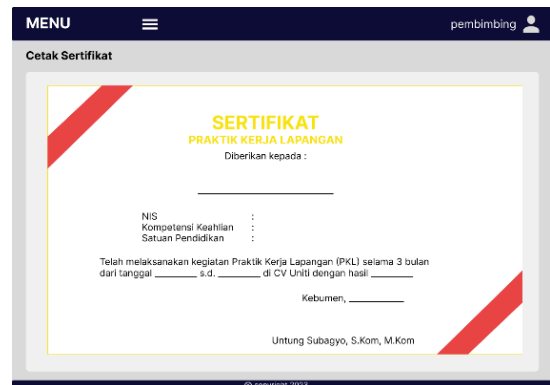 MENU pembimbing
Cetak Sertifikat
SERTIFIKAT
PRAKTIK KERJA LAPANGAN
Diberikan kepada :
NIS :
Kompetensi Keahlian :
Satuan Pendidikan :
Telah melaksanakan kegiatan Praktik Kerja Lapangan (PKL) selama 3 bulan
dari tanggal ________ s.d. ________ di CV Uniti dengan hasil ________
Kebumen, __________
Untung Subagyo, S.Kom, M.Kom
2023